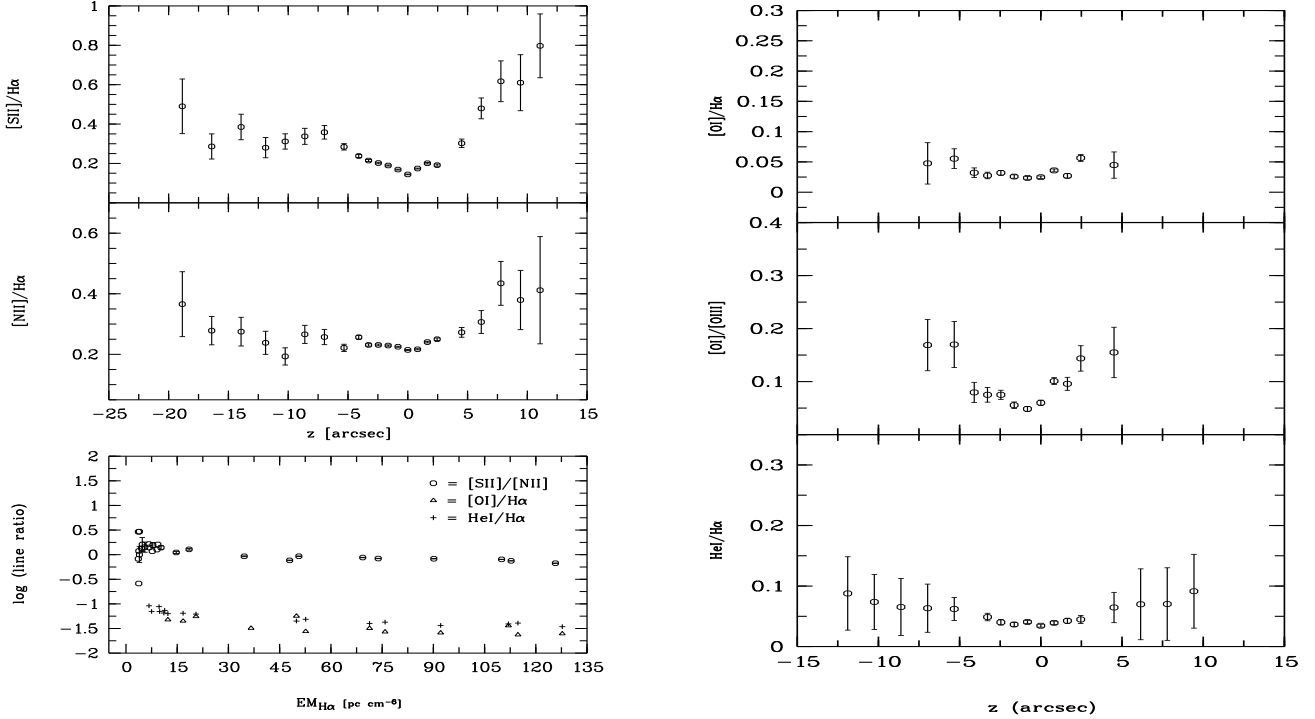 1
0.8
0.6
0.4
0.2
[SII]/Hα
0.6
0.4
0.2
[NII]/Hα
−25 −20 −15 −10 −5 0 5 10 15
z [arcsec]
2
1.5
1
0.5
0
−0.5
−1
−1.5
−2
log (line ratio)
= [SII]/[NII]
= [OI]/Hα
+ = HeI/Hα
0 15 30 45 60 75 90 105 120 135
EM_Hα [pc cm⁻⁶]
0.3
0.25
0.2
0.15
0.1
0.05
0
[OI]/Hα
0.4
0.3
0.2
0.1
[OI]/[OIII]
0.3
0.2
0.1
0
HeI/Hα
−15 −10 −5 0 5 10 15
z (arcsec)